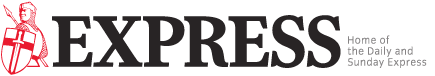 EXPRESS
Home of
the Daily and
Sunday Express